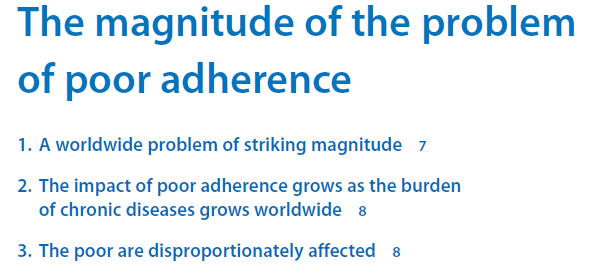 The magnitude of the problem
of poor adherence
1. A worldwide problem of striking magnitude 7
2. The impact of poor adherence grows as the burden
of chronic diseases grows worldwide 8
3. The poor are disproportionately affected 8